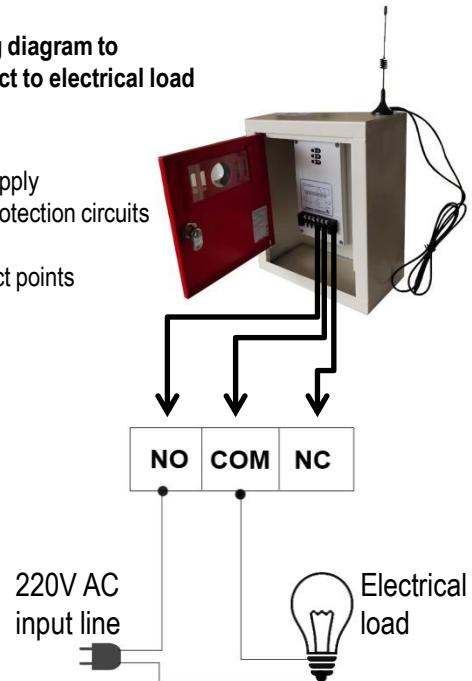 g diagram to
ct to electrical load
pply
otection circuits
ct points
NO COM NC
220V AC
input line
Electrical
load